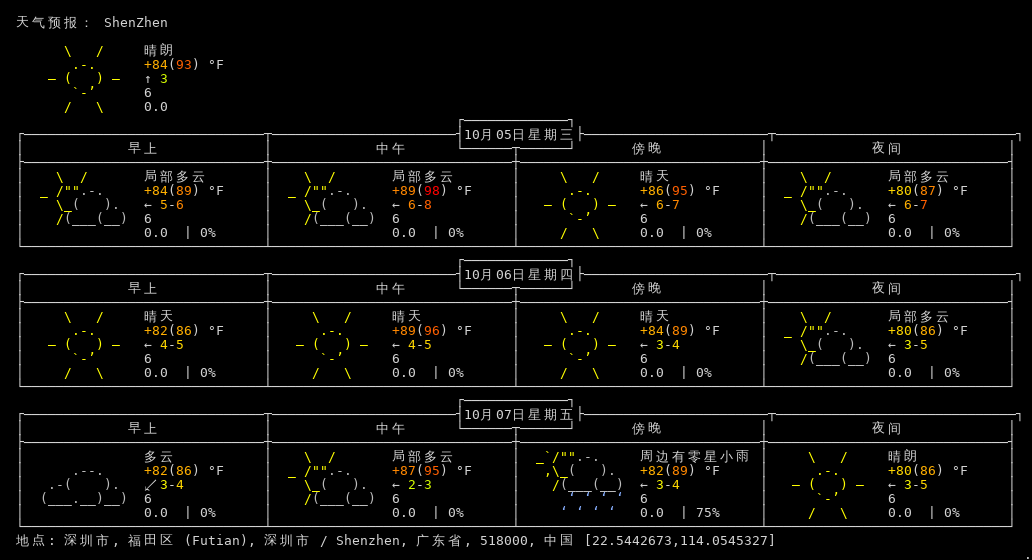 天气预报： ShenZhen
晴朗
+84(93) °F
↑ 3
6
0.0
10月05日星期三
早上 中午 傍晚 夜间
局部多云 局部多云 晴天 局部多云
+84(89) °F +89(98) °F +86(95) °F +80(87) °F
← 5-6 ← 6-8 ← 6-7 ← 6-7
6 6 6 6
0.0 | 0% 0.0 | 0% 0.0 | 0% 0.0 | 0%
10月06日星期四
早上 中午 傍晚 夜间
晴天 晴天 晴天 局部多云
+82(86) °F +89(96) °F +84(89) °F +80(86) °F
← 4-5 ← 4-5 ← 3-4 ← 3-5
6 6 6 6
0.0 | 0% 0.0 | 0% 0.0 | 0% 0.0 | 0%
10月07日星期五
早上 中午 傍晚 夜间
多云 局部多云 周边有零星小雨 晴朗
+82(86) °F +87(95) °F +82(89) °F +80(86) °F
↙ 3-4 ← 2-3 ← 3-4 ← 3-5
6 6 6 6
0.0 | 0% 0.0 | 0% 0.0 | 75% 0.0 | 0%
地点: 深圳市, 福田区 (Futian), 深圳市 / Shenzhen, 广东省, 518000, 中国 [22.5442673,114.0545327]